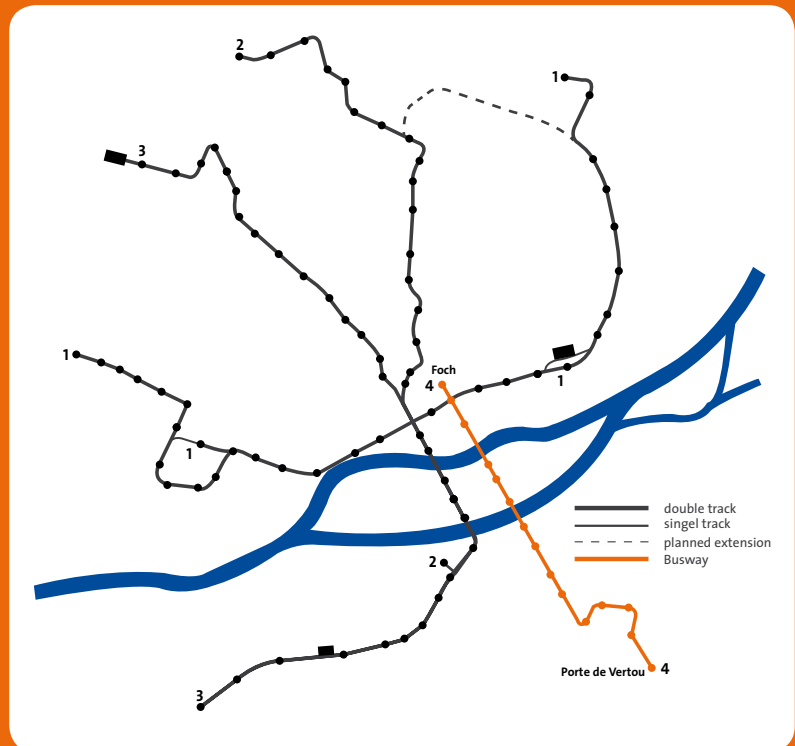 2
1
3
Foch
4
1
1
1
double track
singel track
planned extension
Busway
2
Porte de Vertou 4
3